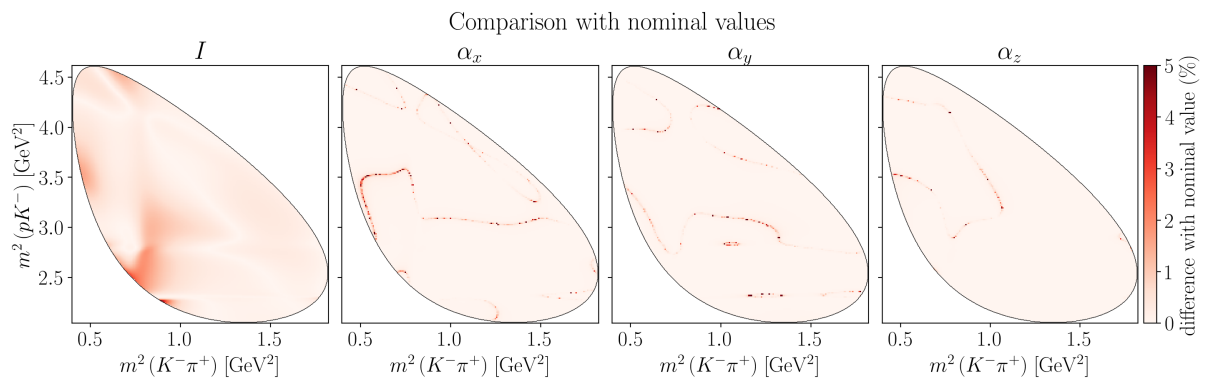 Comparison with nominal values
I
αx
αy
αz
4.5
4.0
3.5
3.0
2.5
m² (pK⁻) [GeV²]
0.5 1.0 1.5
0.5 1.0 1.5
0.5 1.0 1.5
0.5 1.0 1.5
m² (K⁻π⁺) [GeV²]
m² (K⁻π⁺) [GeV²]
m² (K⁻π⁺) [GeV²]
m² (K⁻π⁺) [GeV²]
5
4
3
2
1
0
difference with nominal value (%)